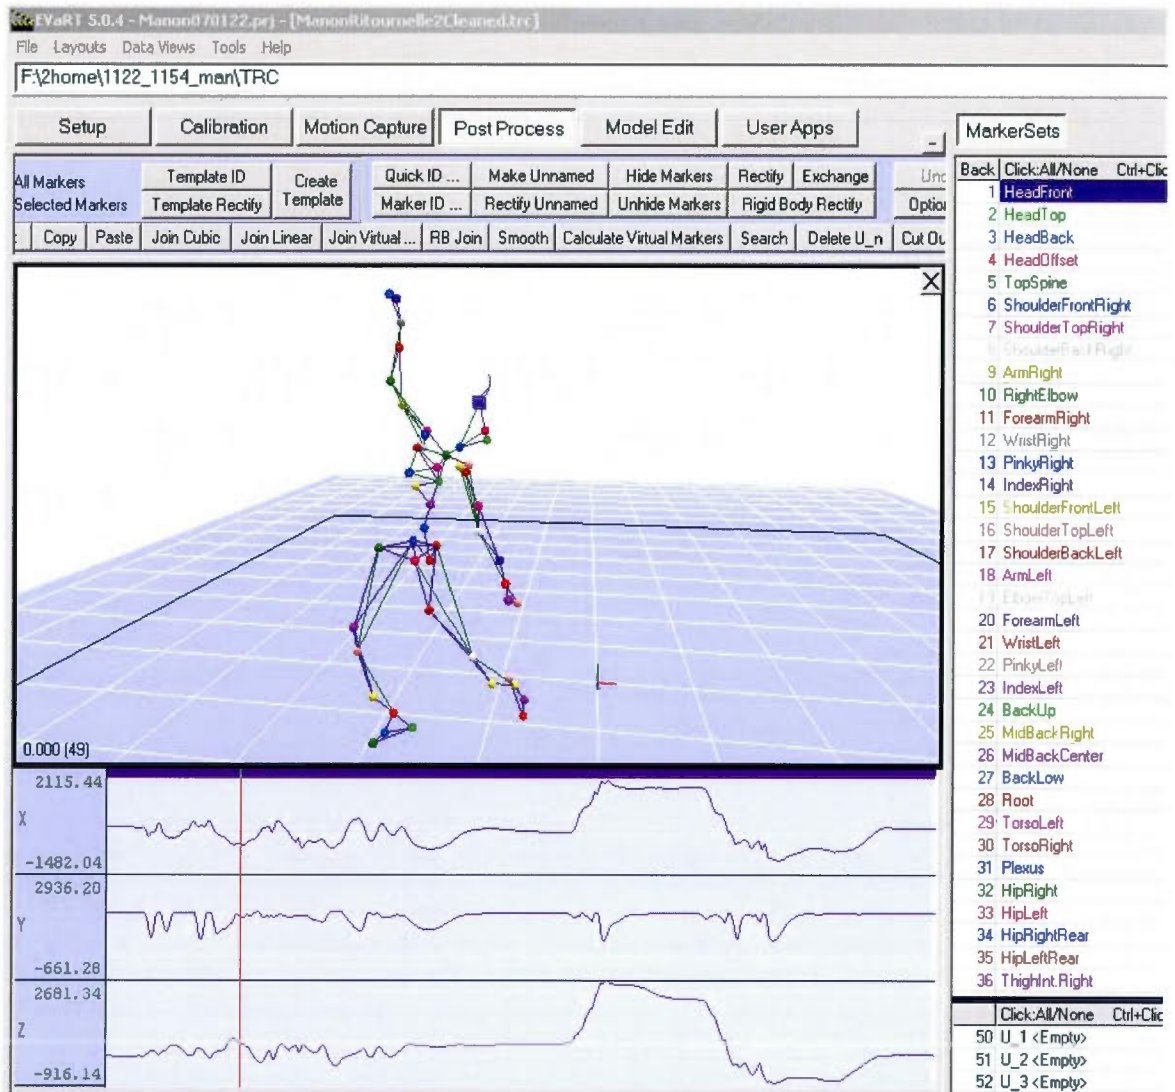 EVaRT 5.0.4 - Manon070122.prj - [ManonRitournelle2Cleaned.trc]
File Layouts Data Views Tools Help
F:\2home\1122_1154_man\TRC
Setup Calibration Motion Capture Post Process Model Edit User Apps - MarkerSets
All Markers Template ID Create Template Quick ID ... Make Unnamed Hide Markers Rectify Exchange Unc
Selected Markers Template Rectify Marker ID ... Rectify Unnamed Unhide Markers Rigid Body Rectify Option
: Copy Paste Join Cubic Join Linear Join Virtual ... RB Join Smooth Calculate Virtual Markers Search Delete U_n Cut Ou
X
0.000 (49)
2115.44
X
-1482.04
2936.20
Y
-661.28
2681.34
Z
-916.14
Back Click:All/None Ctrl+Clic
1 HeadFront
2 HeadTop
3 HeadBack
4 HeadOffset
5 TopSpine
6 ShoulderFrontRight
7 ShoulderTopRight
ShoulderBackRight
9 ArmRight
10 RightElbow
11 ForearmRight
12 WristRight
13 PinkyRight
14 IndexRight
15 ShoulderFrontLeft
16 ShoulderTopLeft
17 ShoulderBackLeft
18 ArmLeft
20 ForearmLeft
21 WristLeft
22 PinkyLeft
23 IndexLeft
24 BackUp
25 MidBackRight
26 MidBackCenter
27 BackLow
28 Root
29 TorsoLeft
30 TorsoRight
31 Plexus
32 HipRight
33 HipLeft
34 HipRightRear
35 HipLeftRear
36 ThighInt.Right
Click:All/None Ctrl+Clic
50 U_1 <Empty>
51 U_2 <Empty>
52 U_3 <Empty>